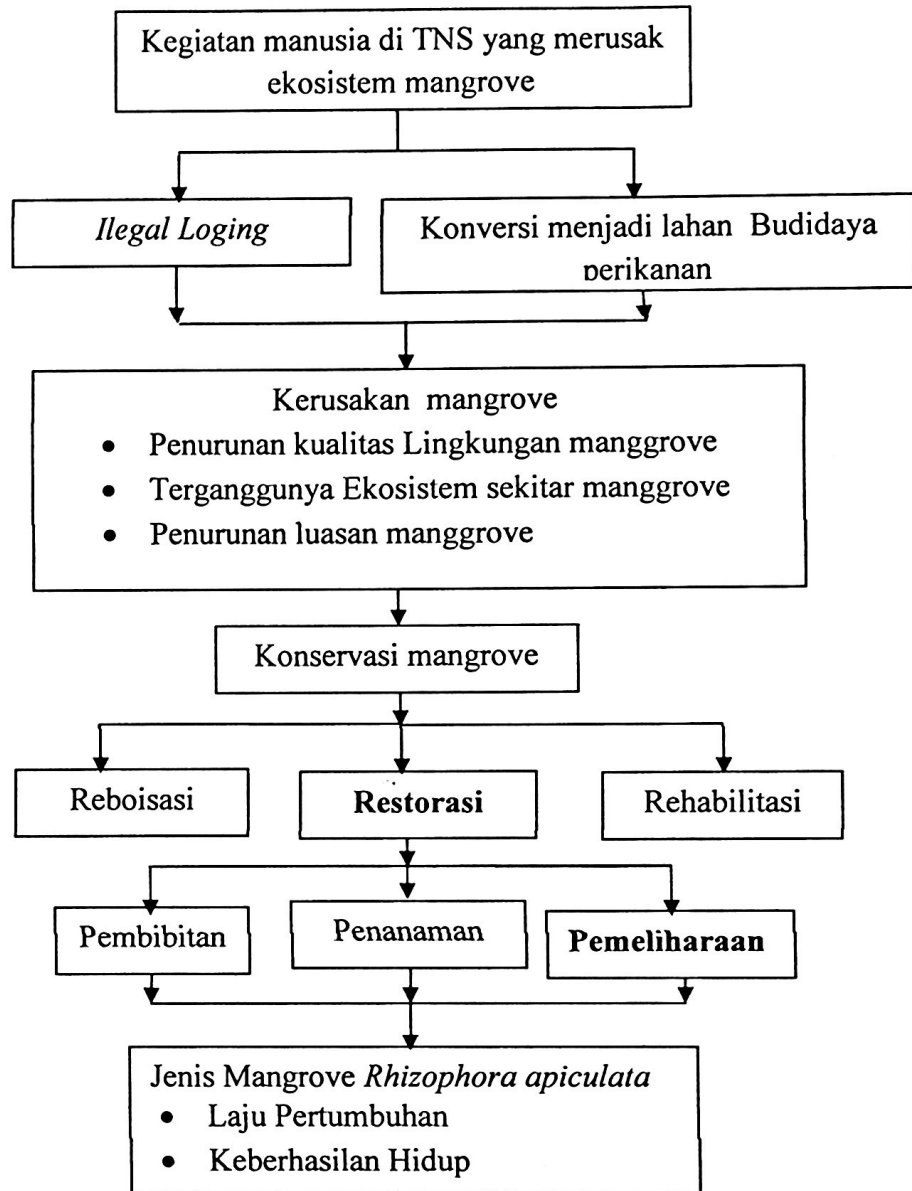 Kegiatan manusia di TNS yang merusak
ekosistem mangrove
Ilegal Loging
Konversi menjadi lahan Budidaya
perikanan
Kerusakan mangrove
• Penurunan kualitas Lingkungan manggrove
• Terganggunya Ekosistem sekitar manggrove
• Penurunan luasan manggrove
Konservasi mangrove
Reboisasi
Restorasi
Rehabilitasi
Pembibitan
Penanaman
Pemeliharaan
Jenis Mangrove Rhizophora apiculata
• Laju Pertumbuhan
• Keberhasilan Hidup